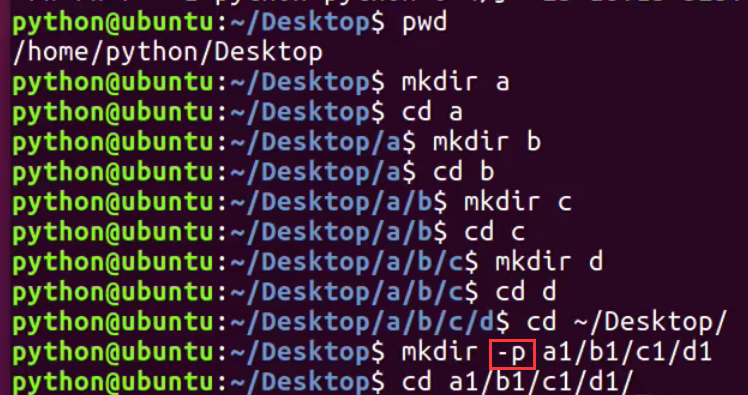 python@ubuntu:~/Desktop$ pwd
/home/python/Desktop
python@ubuntu:~/Desktop$ mkdir a
python@ubuntu:~/Desktop$ cd a
python@ubuntu:~/Desktop/a$ mkdir b
python@ubuntu:~/Desktop/a$ cd b
python@ubuntu:~/Desktop/a/b$ mkdir c
python@ubuntu:~/Desktop/a/b$ cd c
python@ubuntu:~/Desktop/a/b/c$ mkdir d
python@ubuntu:~/Desktop/a/b/c$ cd d
python@ubuntu:~/Desktop/a/b/c/d$ cd ~/Desktop/
python@ubuntu:~/Desktop$ mkdir -p a1/b1/c1/d1
python@ubuntu:~/Desktop$ cd a1/b1/c1/d1/